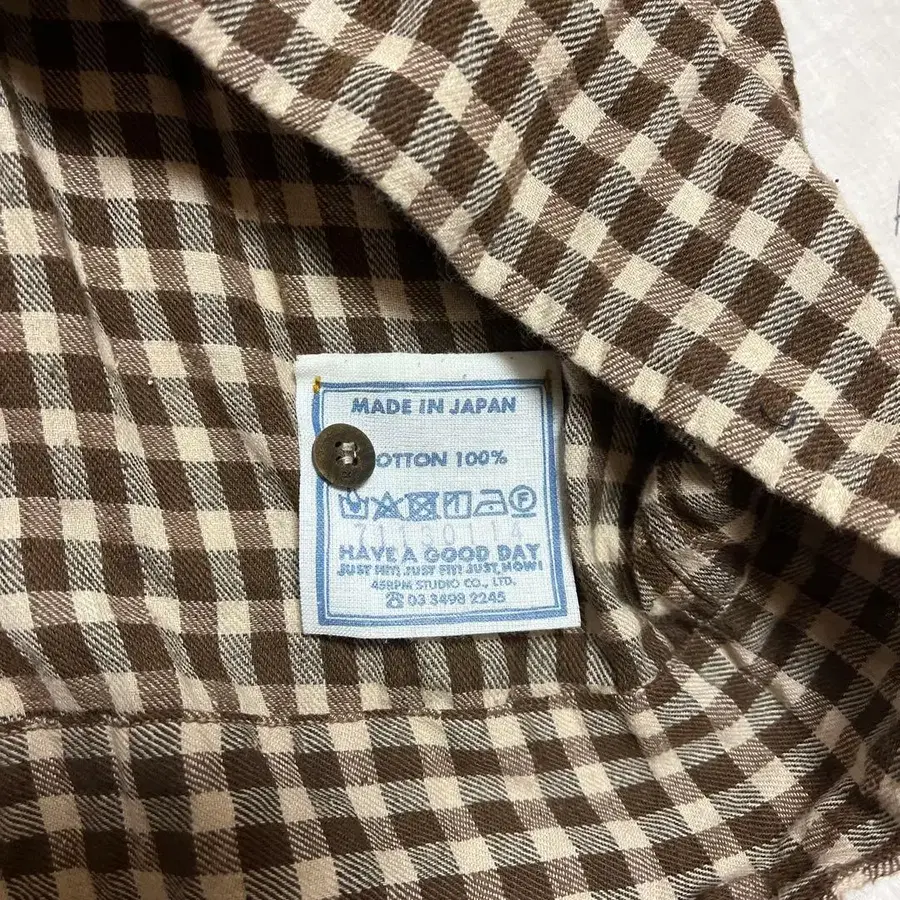 MADE IN JAPAN
OTTON 100%
HAVE A GOOD DAY
JUST HIT! JUST FIT! JUST NOW!
45RPM STUDIO CO., LTD.
☎ 03 3498 2245